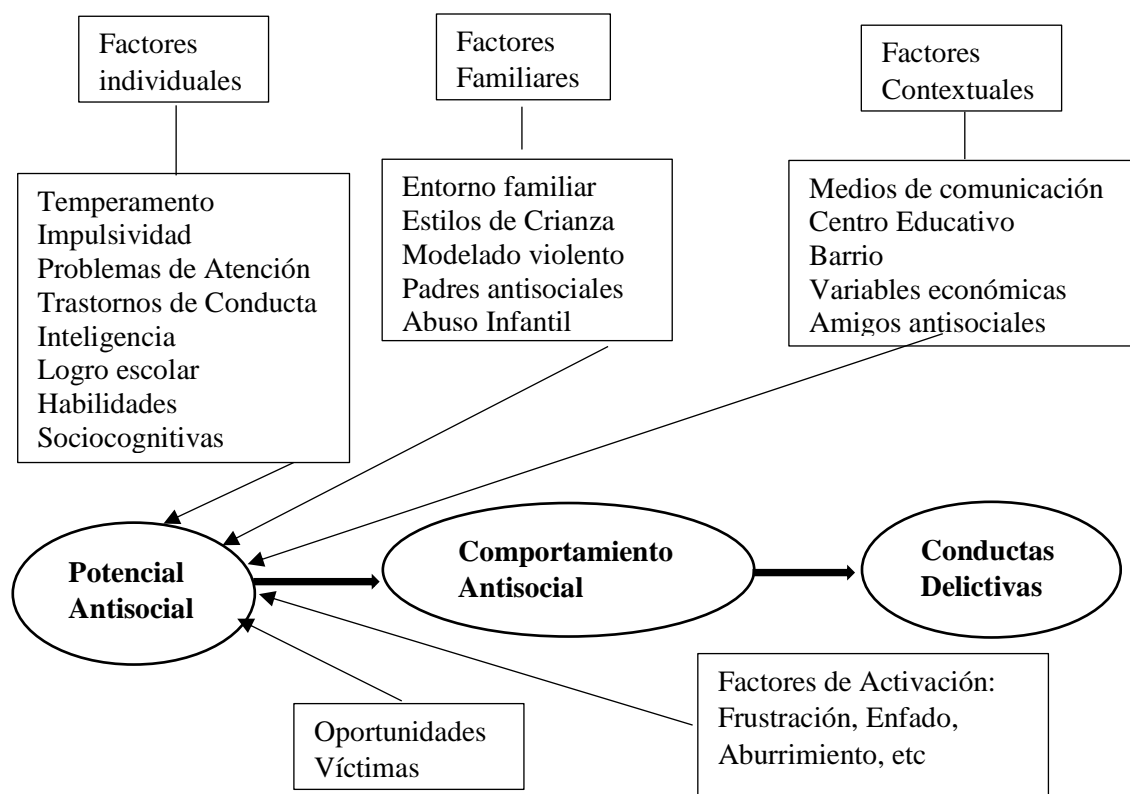 Factores
individuales
Factores
Familiares
Factores
Contextuales
Temperamento
Impulsividad
Problemas de Atención
Trastornos de Conducta
Inteligencia
Logro escolar
Habilidades
Sociocognitivas
Entorno familiar
Estilos de Crianza
Modelado violento
Padres antisociales
Abuso Infantil
Medios de comunicación
Centro Educativo
Barrio
Variables económicas
Amigos antisociales
Potencial
Antisocial
Comportamiento
Antisocial
Conductas
Delictivas
Oportunidades
Víctimas
Factores de Activación:
Frustración, Enfado,
Aburrimiento, etc